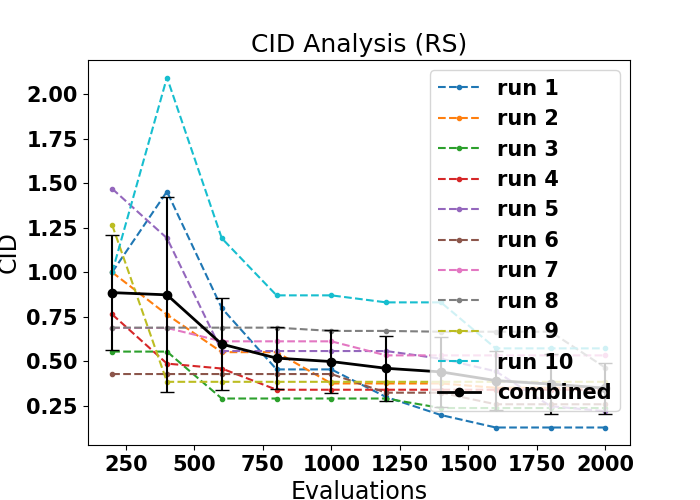 CID Analysis (RS)
CID
2.00
1.75
1.50
1.25
1.00
0.75
0.50
0.25
run 1
run 2
run 3
run 4
run 5
run 6
run 7
run 8
run 9
run 10
combined
250 500 750 1000 1250 1500 1750 2000
Evaluations